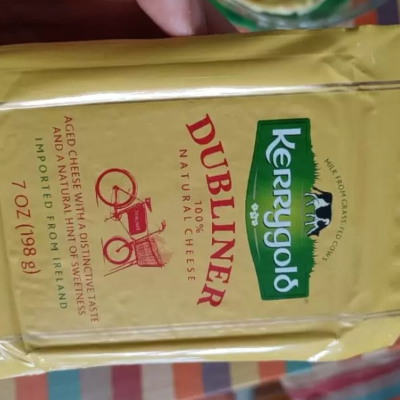 MILK FROM GRASS-FED COWS
Kerrygold
DUBLINER
100%
NATURAL CHEESE
AGED CHEESE WITH A DISTINCTIVE TASTE
AND A NATURAL HINT OF SWEETNESS
IMPORTED FROM IRELAND
7 OZ (198 g)